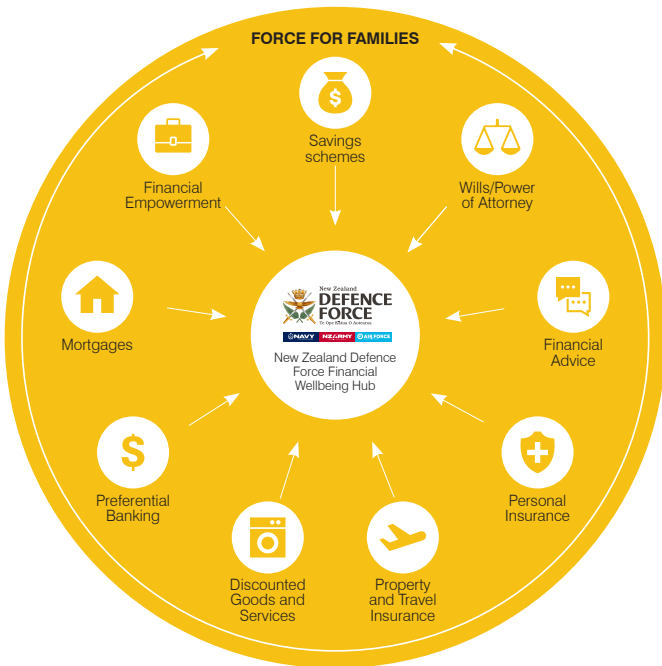 FORCE FOR FAMILIES
$
Savings
schemes
Wills/Power
of Attorney
Financial
Advice
Personal
Insurance
Property
and Travel
Insurance
Discounted
Goods and
Services
$
Preferential
Banking
Mortgages
Financial
Empowerment
New Zealand
DEFENCE
FORCE
Te Ope Kātua O Aotearoa
NAVY NZARMY AIR FORCE
New Zealand Defence
Force Financial
Wellbeing Hub